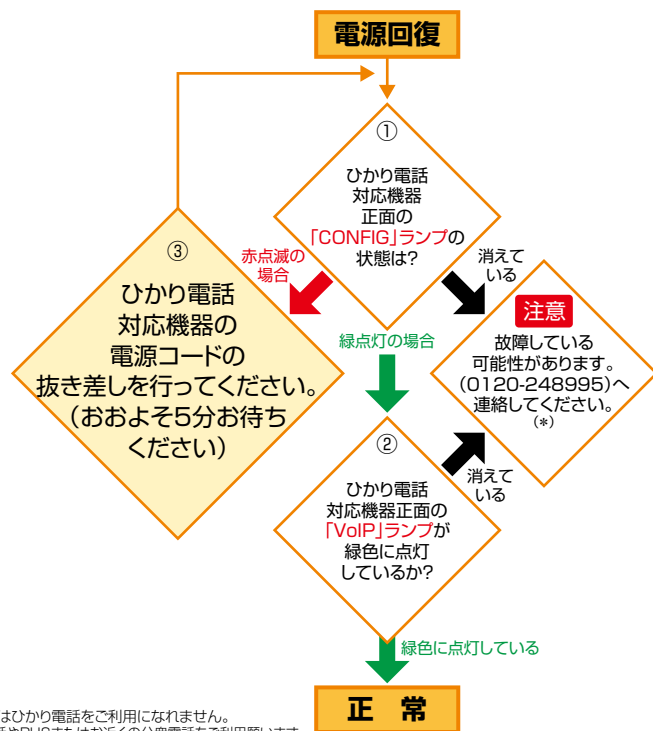 電源回復
①
ひかり電話
対応機器
正面の
「CONFIG」ランプの
状態は?
赤点滅の
場合
消えて
いる
③
ひかり電話
対応機器の
電源コードの
抜き差しを行ってください。
(おおよそ5分お待ち
ください)
注意
故障している
可能性があります。
(0120-248995)へ
連絡してください。
(*)
緑点灯の場合
②
ひかり電話
対応機器正面の
「VoIP」ランプが
緑色に点灯
しているか?
消えて
いる
緑色に点灯している
正 常
はひかり電話をご利用になれません。